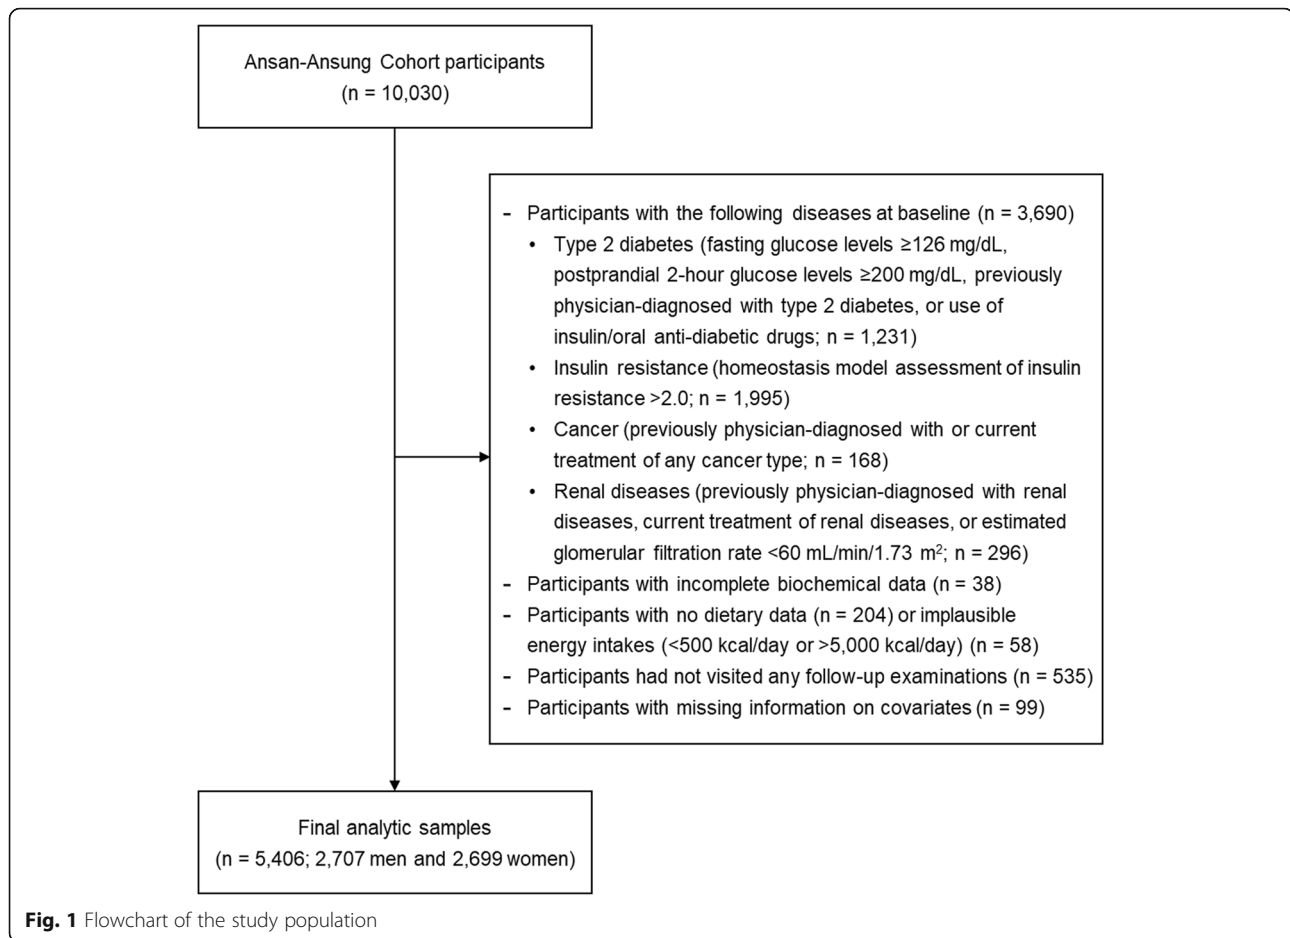 Ansan-Ansung Cohort participants
(n = 10,030)
- Participants with the following diseases at baseline (n = 3,690)
• Type 2 diabetes (fasting glucose levels ≥126 mg/dL,
postprandial 2-hour glucose levels ≥200 mg/dL, previously
physician-diagnosed with type 2 diabetes, or use of
insulin/oral anti-diabetic drugs; n = 1,231)
• Insulin resistance (homeostasis model assessment of insulin
resistance >2.0; n = 1,995)
• Cancer (previously physician-diagnosed with or current
treatment of any cancer type; n = 168)
• Renal diseases (previously physician-diagnosed with renal
diseases, current treatment of renal diseases, or estimated
glomerular filtration rate <60 mL/min/1.73 m²; n = 296)
- Participants with incomplete biochemical data (n = 38)
- Participants with no dietary data (n = 204) or implausible
energy intakes (<500 kcal/day or >5,000 kcal/day) (n = 58)
- Participants had not visited any follow-up examinations (n = 535)
- Participants with missing information on covariates (n = 99)
Final analytic samples
(n = 5,406; 2,707 men and 2,699 women)
Fig. 1 Flowchart of the study population